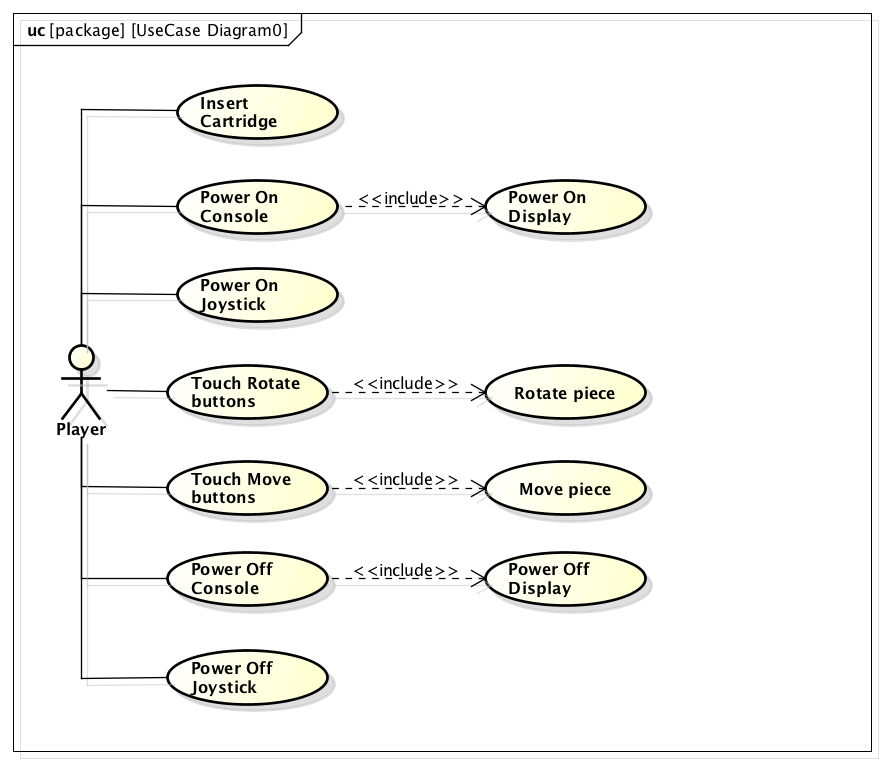 uc [package] [UseCase Diagram0]
Insert
Cartridge
Power On
Console
<<include>>
Power On
Display
Power On
Joystick
Player
Touch Rotate
buttons
<<include>>
Rotate piece
Touch Move
buttons
<<include>>
Move piece
Power Off
Console
<<include>>
Power Off
Display
Power Off
Joystick